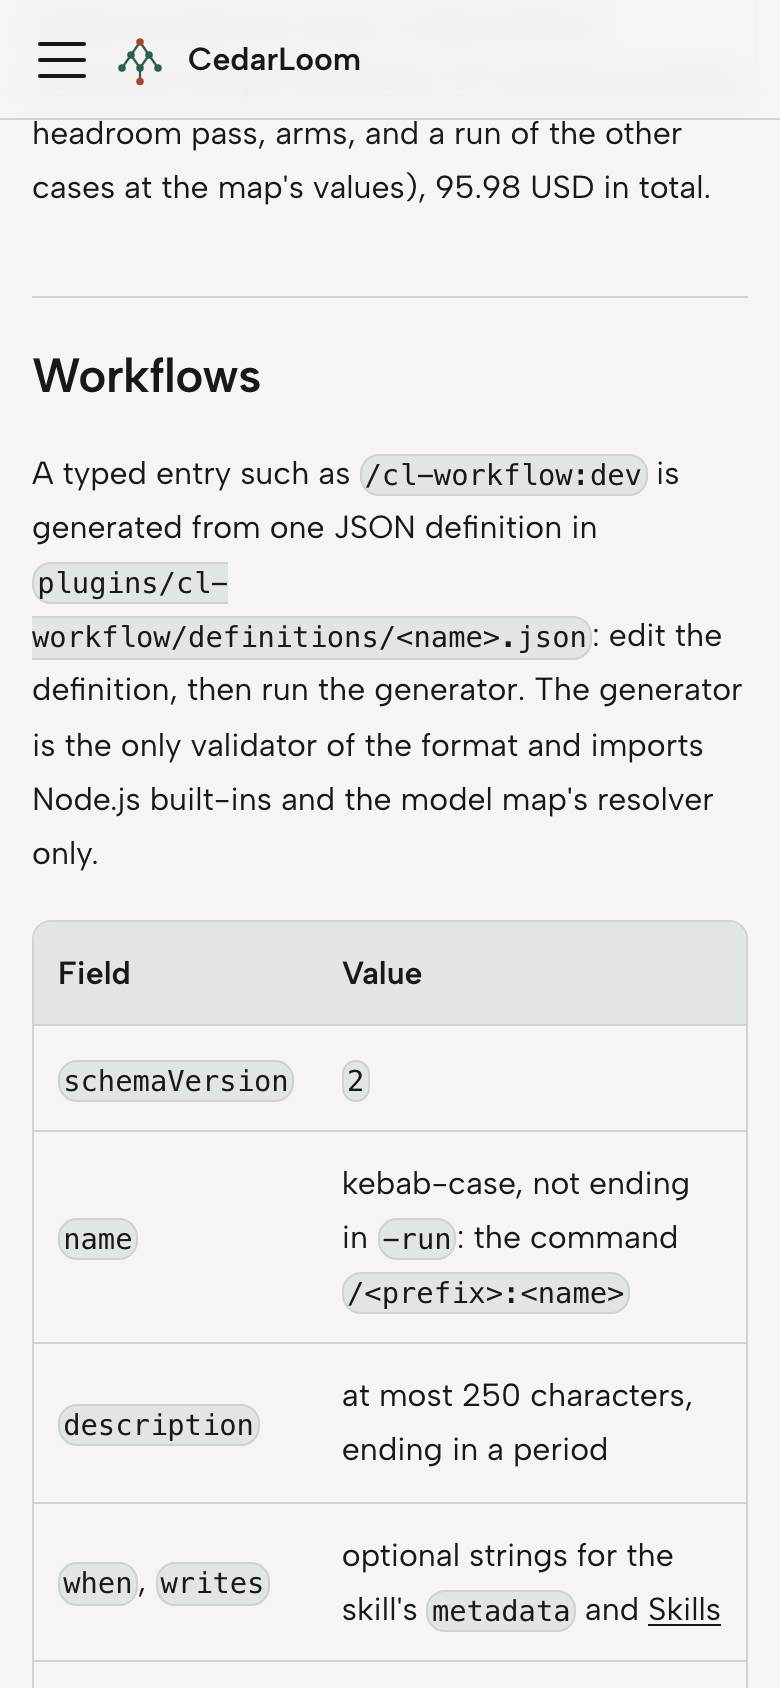 CedarLoom
headroom pass, arms, and a run of the other
cases at the map's values), 95.98 USD in total.
Workflows
A typed entry such as /cl-workflow:dev is
generated from one JSON definition in
plugins/cl-
workflow/definitions/<name>.json: edit the
definition, then run the generator. The generator
is the only validator of the format and imports
Node.js built-ins and the model map's resolver
only.
Field Value
schemaVersion 2
name
kebab-case, not ending
in -run: the command
/<prefix>:<name>
description
at most 250 characters,
ending in a period
when, writes
optional strings for the
skill's metadata and Skills